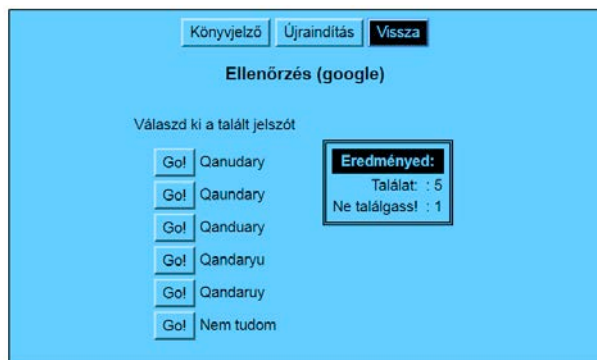 Könyvjelző Újraindítás Vissza
Ellenőrzés (google)
Válaszd ki a talált jelszót
Go! Qanudary
Go! Qaundary
Go! Qanduary
Go! Qandaryu
Go! Qandaruy
Go! Nem tudom
Eredményed:
Találat: : 5
Ne találgass! : 1